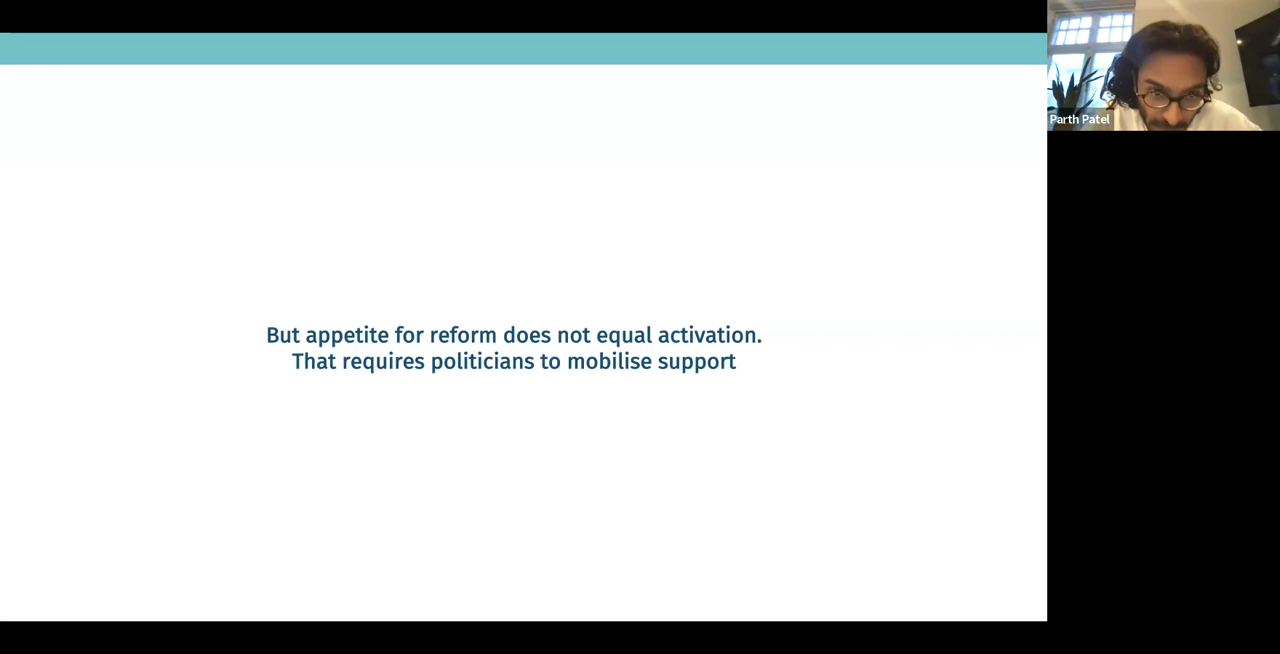 But appetite for reform does not equal activation.
That requires politicians to mobilise support
Parth Patel